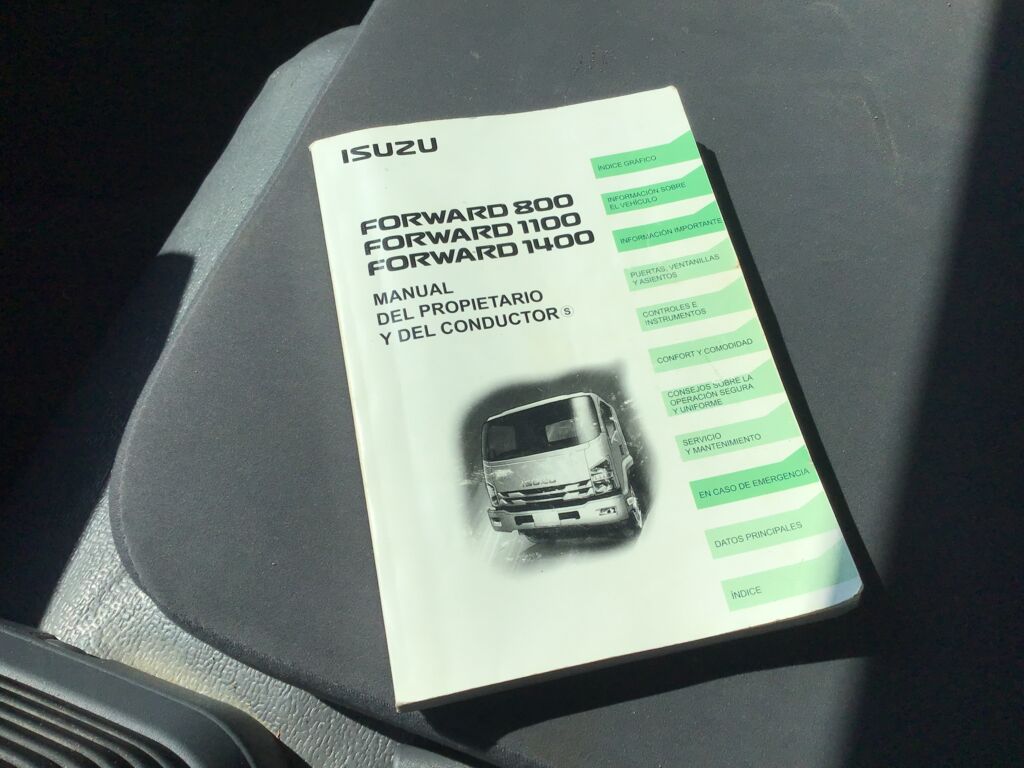 ISUZU
FORWARD 800
FORWARD 1100
FORWARD 1400
MANUAL
DEL PROPIETARIO
Y DEL CONDUCTOR Ⓢ
ÍNDICE GRÁFICO
INFORMACIÓN SOBRE
EL VEHÍCULO
INFORMACIÓN IMPORTANTE
PUERTAS, VENTANILLAS
Y ASIENTOS
CONTROLES E
INSTRUMENTOS
CONFORT Y COMODIDAD
CONSEJOS SOBRE LA
OPERACIÓN SEGURA
Y UNIFORME
SERVICIO
Y MANTENIMIENTO
EN CASO DE EMERGENCIA
DATOS PRINCIPALES
ÍNDICE
ISUZU